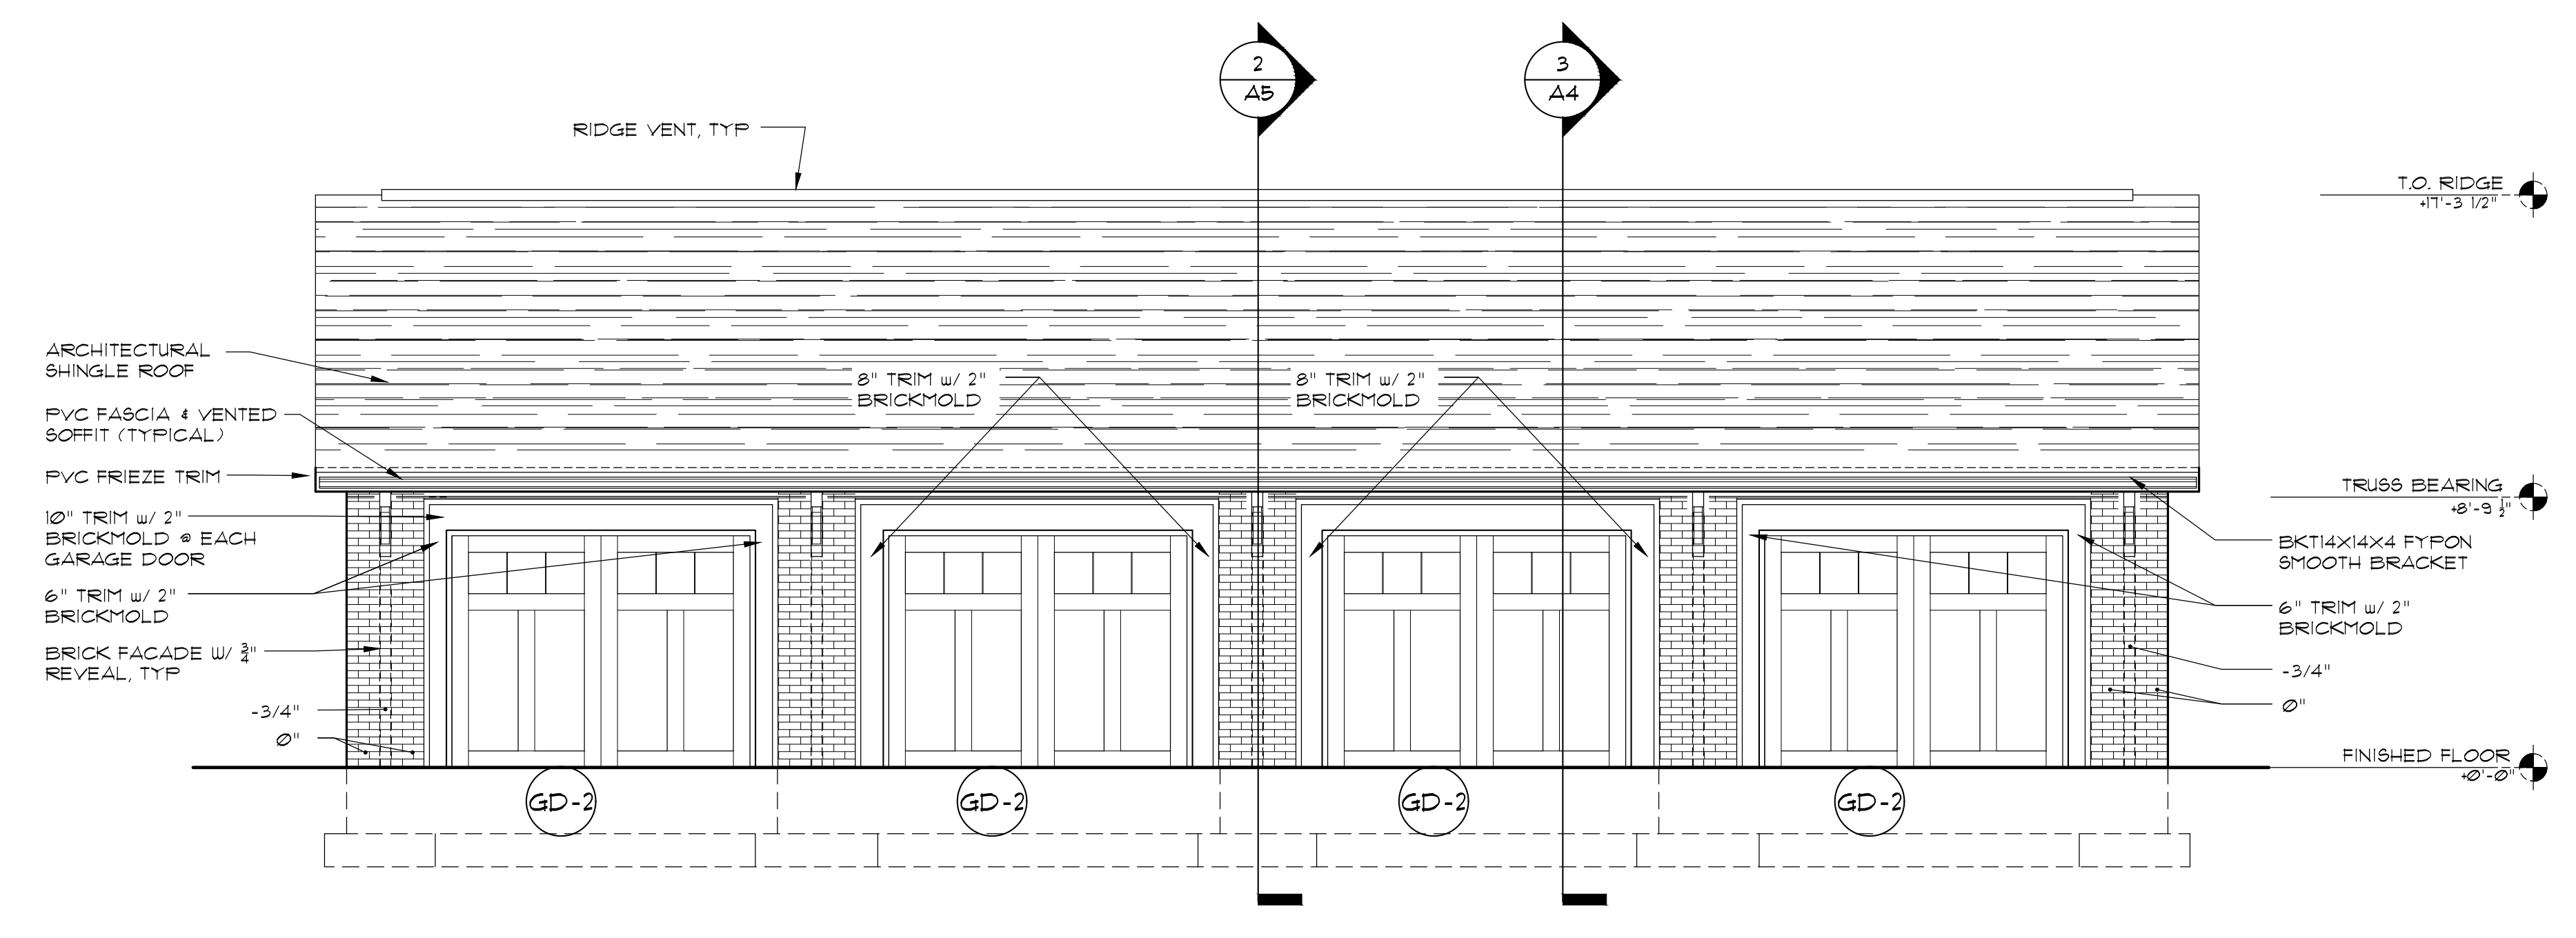 2
A5
3
A4
RIDGE VENT, TYP
T.O. RIDGE
+17'-3 1/2"
ARCHITECTURAL
SHINGLE ROOF
8" TRIM w/ 2"
BRICKMOLD
8" TRIM w/ 2"
BRICKMOLD
PVC FASCIA & VENTED
SOFFIT (TYPICAL)
PVC FRIEZE TRIM
TRUSS BEARING
+8'-9 ½"
10" TRIM w/ 2"
BRICKMOLD @ EACH
GARAGE DOOR
BKT14X14X4 FYPON
SMOOTH BRACKET
6" TRIM w/ 2"
BRICKMOLD
6" TRIM w/ 2"
BRICKMOLD
BRICK FACADE W/ ¾"
REVEAL, TYP
-3/4"
0"
-3/4"
0"
FINISHED FLOOR
+0'-0"
GD-2
GD-2
GD-2
GD-2